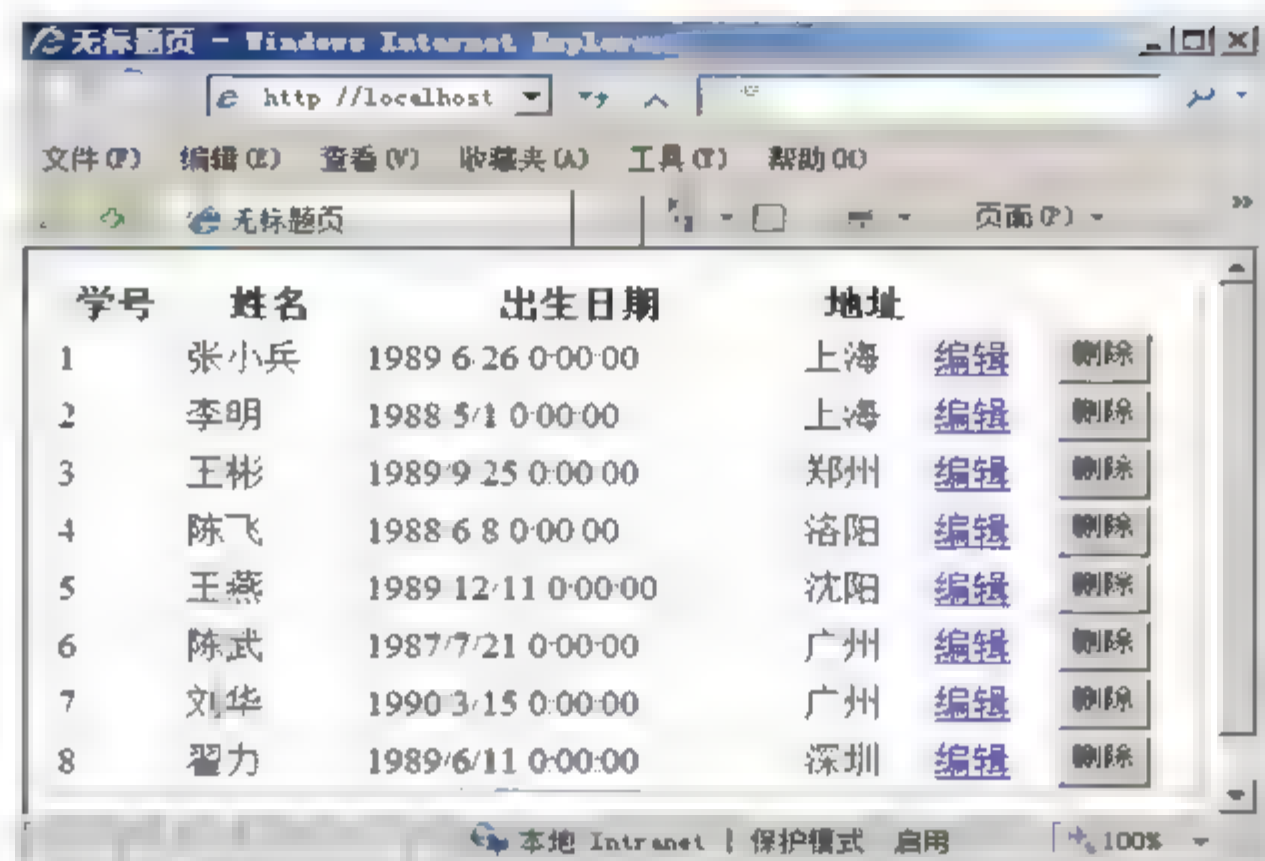 无标题页 - Windows Internet Explorer
http //localhost
文件(F) 编辑(E) 查看(V) 收藏夹(A) 工具(T) 帮助(H)
无标题页 页面(P)
学号 姓名 出生日期 地址
1 张小兵 1989 6 26 0:00:00 上海 编辑 删除
2 李明 1988 5/1 0:00:00 上海 编辑 删除
3 王彬 1989/9 25 0:00:00 郑州 编辑 删除
4 陈飞 1988 6 8 0:00 00 洛阳 编辑 删除
5 王燕 1989 12/11 0:00:00 沈阳 编辑 删除
6 陈武 1987/7/21 0:00:00 广州 编辑 删除
7 刘华 1990 3/15 0:00:00 广州 编辑 删除
8 翟力 1989/6/11 0:00:00 深圳 编辑 删除
本地 Intranet | 保护模式 启用 100%